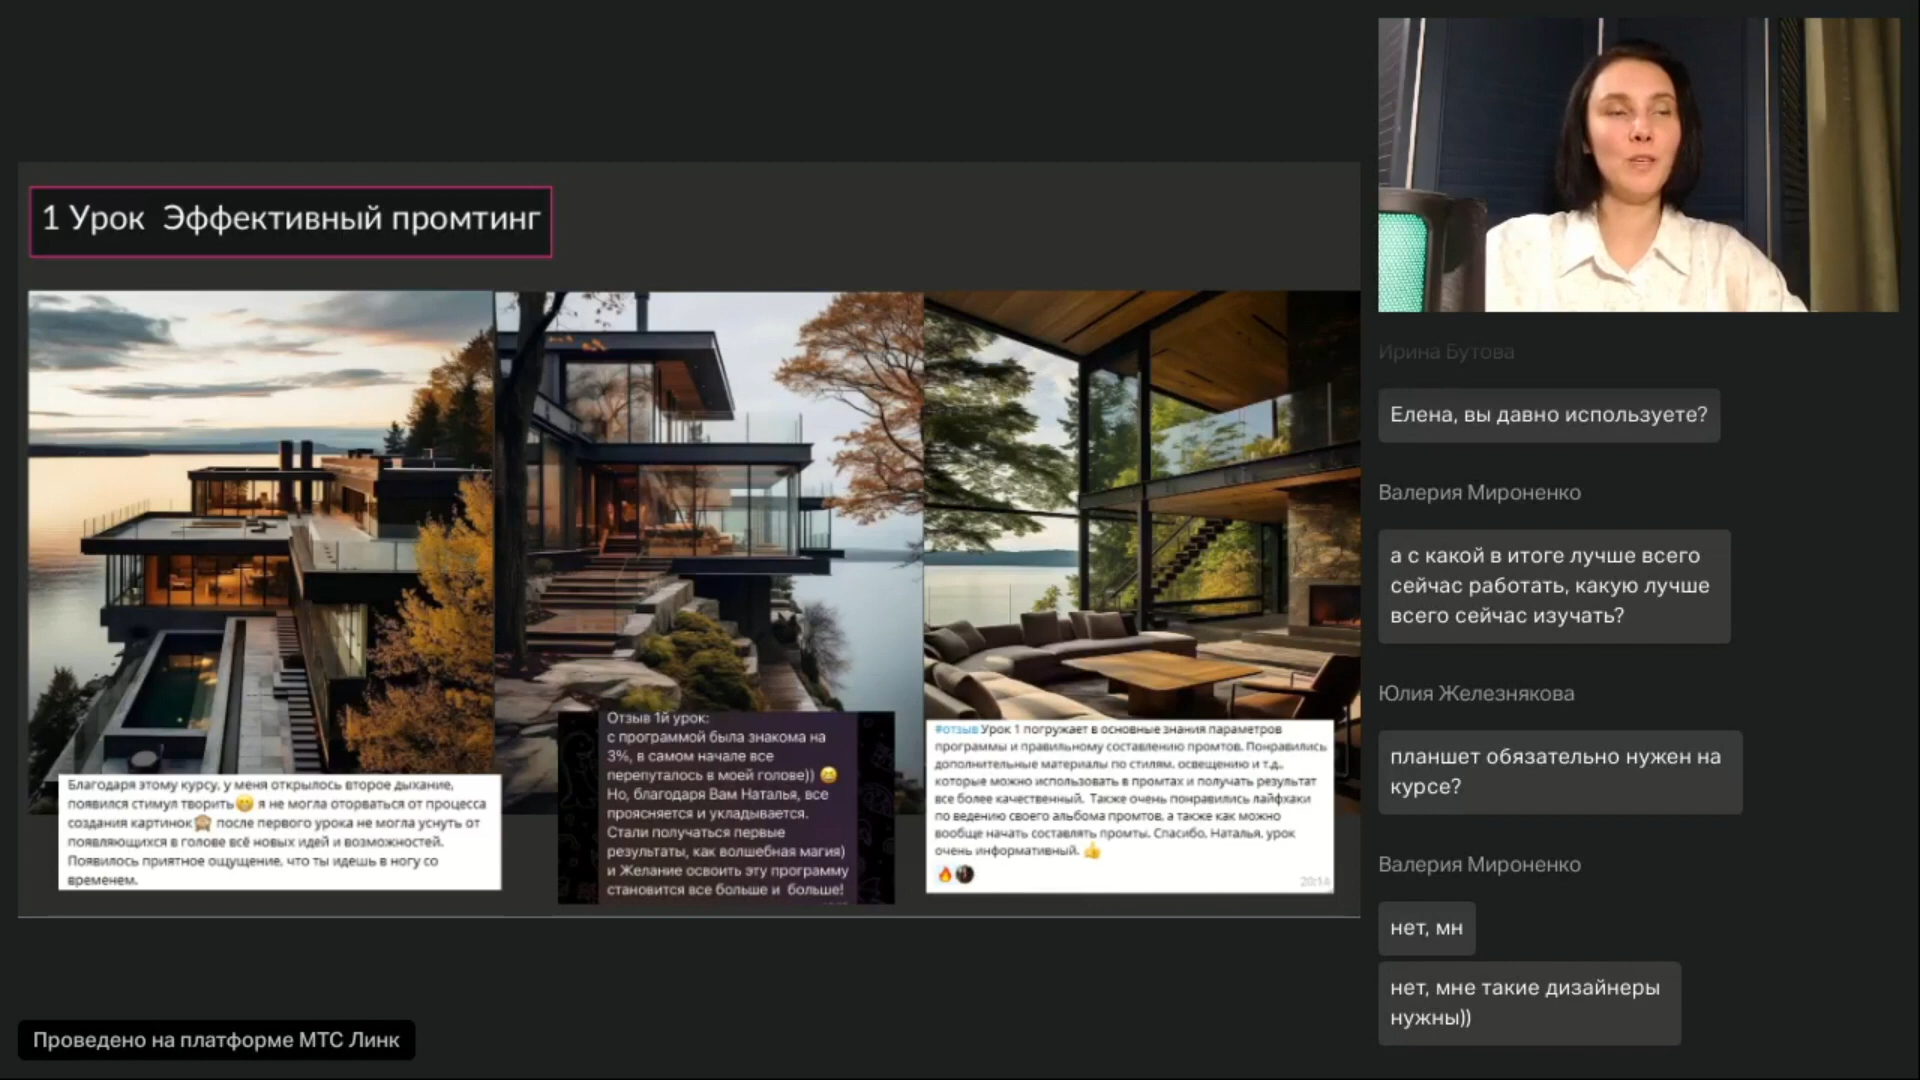 1 Урок Эффективный промтинг
Благодаря этому курсу, у меня открылось второе дыхание,
появился стимул творить😁 я не могла оторваться от процесса
создания картинок🙈 после первого урока не могла уснуть от
появляющихся в голове всё новых идей и возможностей.
Появилось приятное ощущение, что ты идешь в ногу со
временем.
Отзыв 1й урок:
с программой была знакома на
3%, в самом начале все
перепуталось в моей голове)) 😄
Но, благодаря Вам Наталья, все
проясняется и укладывается.
Стали получаться первые
результаты, как волшебная магия)
и Желание освоить эту программу
становится все больше и больше!
#отзыв Урок 1 погружает в основные знания параметров
программы и правильному составлению промтов. Понравились
дополнительные материалы по стилям, освещению и т.д.,
которые можно использовать в промтах и получать результат
все более качественный. Также очень понравились лайфхаки
по ведению своего альбома промтов, а также как можно
вообще начать составлять промты. Спасибо, Наталья, урок
очень информативный. 👍
20:14
Ирина Бутова
Елена, вы давно используете?
Валерия Мироненко
а с какой в итоге лучше всего
сейчас работать, какую лучше
всего сейчас изучать?
Юлия Железнякова
планшет обязательно нужен на
курсе?
Валерия Мироненко
нет, мн
нет, мне такие дизайнеры
нужны))
Проведено на платформе МТС Линк